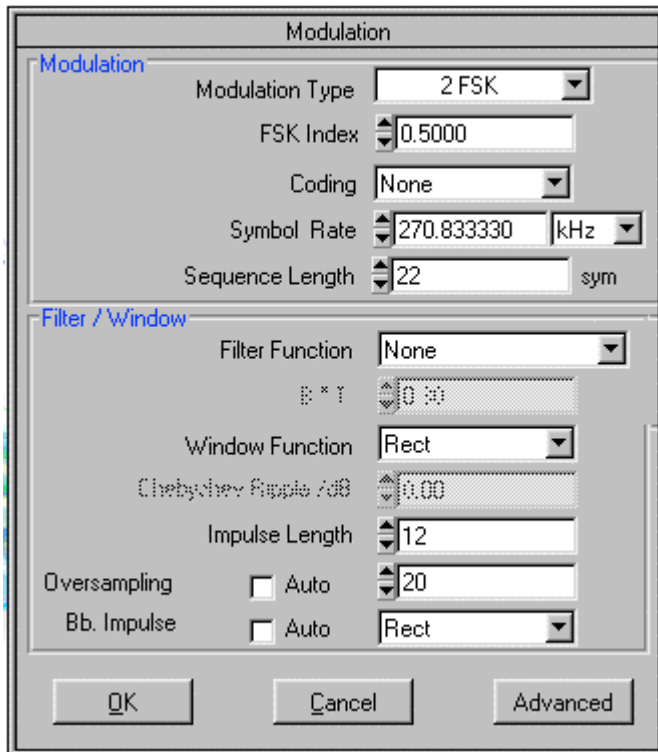 Modulation
Modulation
Modulation Type 2 FSK
FSK Index 0.5000
Coding None
Symbol Rate 270.833330 kHz
Sequence Length 22 sym
Filter / Window
Filter Function None
B * T 0.30
Window Function Rect
Chebychev Ripple /dB 0.00
Impulse Length 12
Oversampling Auto 20
Bb. Impulse Auto Rect
OK Cancel Advanced